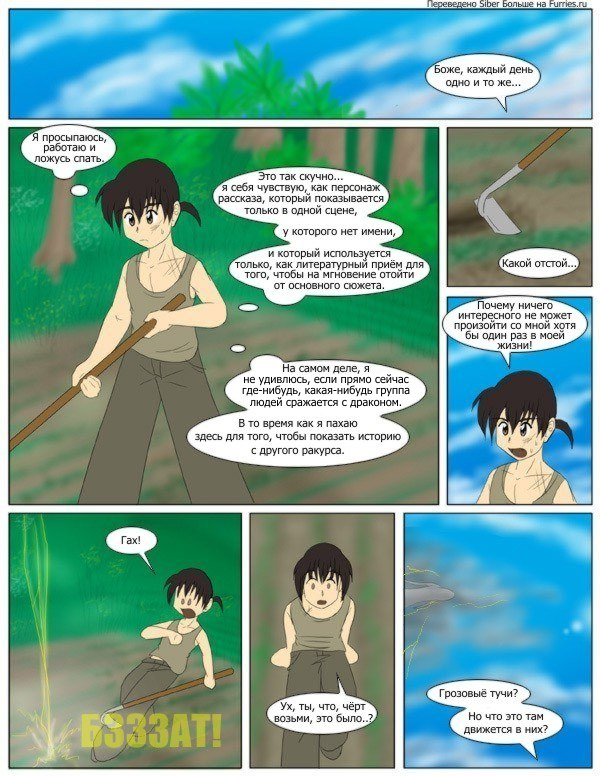 Переведено Siber Больше на Furries.ru
Боже, каждый день
одно и то же...
Я просыпаюсь,
работаю и
ложусь спать.
Это так скучно...
я себя чувствую, как персонаж
рассказа, который показывается
только в одной сцене,
у которого нет имени,
и который используется
только, как литературный приём для
того, чтобы на мгновение отойти
от основного сюжета.
На самом деле, я
не удивлюсь, если прямо сейчас
где-нибудь, какая-нибудь группа
людей сражается с драконом.
В то время как я пахаю
здесь для того, чтобы показать историю
с другого ракурса.
Какой отстой...
Почему ничего
интересного не может
произойти со мной хотя
бы один раз в моей
жизни!
Гах!
БЗЗЗАТ!
Ух, ты, что, чёрт
возьми, это было..?
Грозовыё тучи?
Но что это там
движется в них?